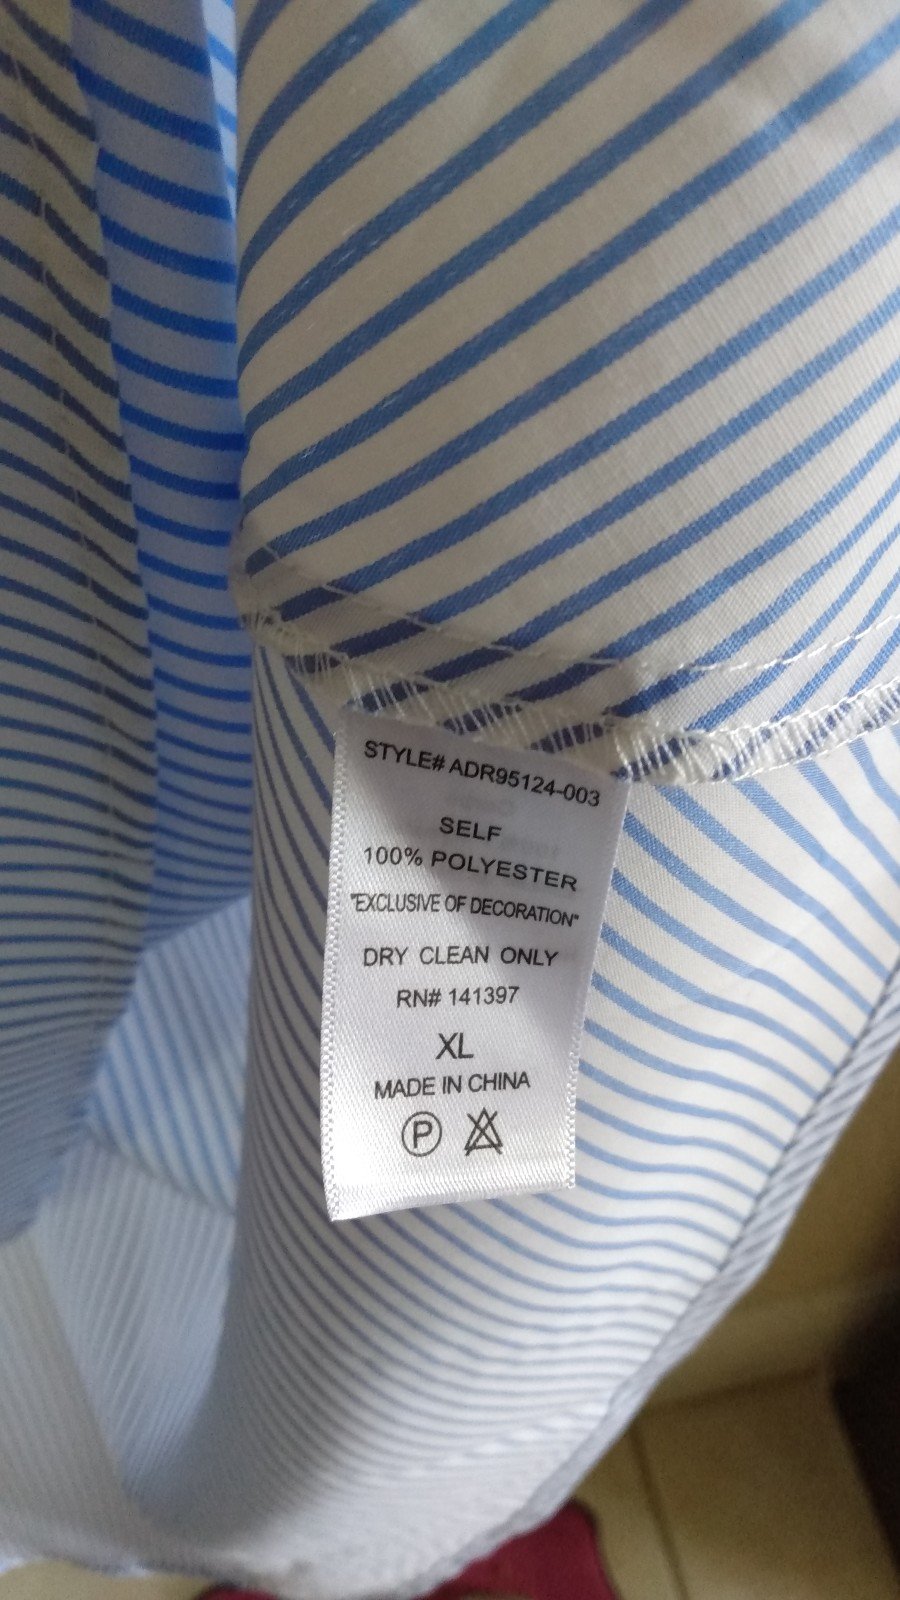 STYLE# ADR95124-003
SELF
100% POLYESTER
"EXCLUSIVE OF DECORATION"
DRY CLEAN ONLY
RN# 141397
XL
MADE IN CHINA
P